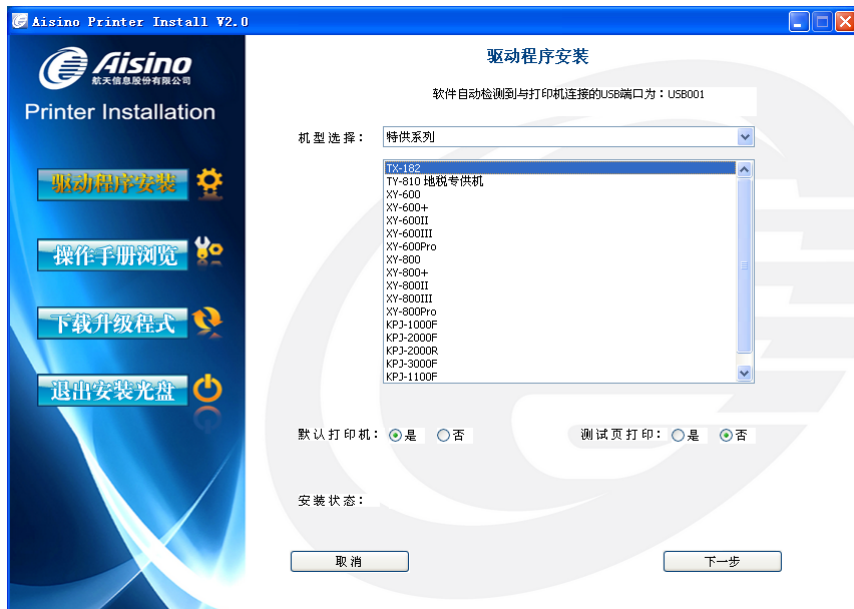 Aisino Printer Install V2.0
Aisino
航天信息股份有限公司
Printer Installation
驱动程序安装
操作手册浏览
下载升级程式
退出安装光盘
驱动程序安装
软件自动检测到与打印机连接的USB端口为：USB001
机型选择： 特供系列
TX-182
TY-810 地税专供机
XY-600
XY-600+
XY-600II
XY-600III
XY-600Pro
XY-800
XY-800+
XY-800II
XY-800III
XY-800Pro
KPJ-1000F
KPJ-2000F
KPJ-2000R
KPJ-3000F
KPJ-1100F
默认打印机： 是 否 测试页打印： 是 否
安装状态：
取消 下一步